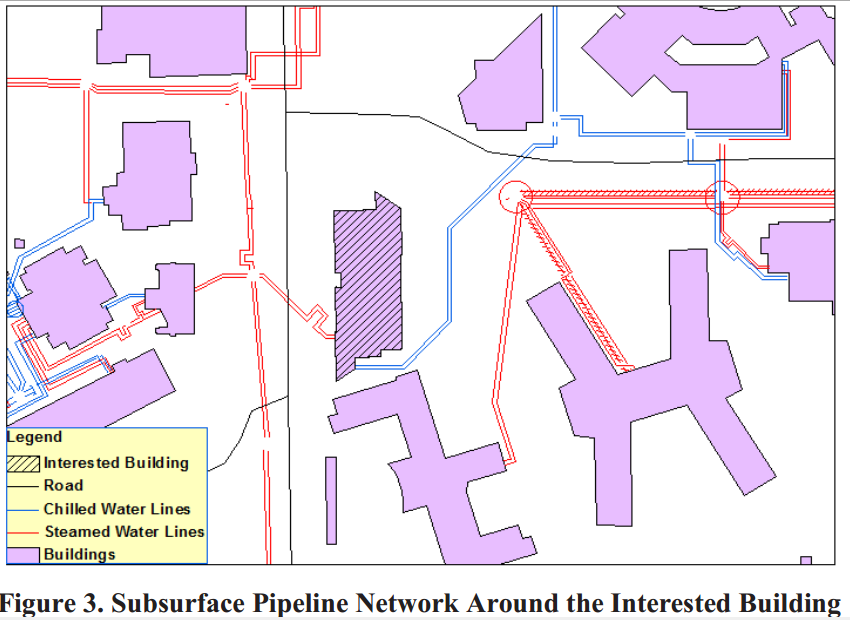 Legend
Interested Building
Road
Chilled Water Lines
Steamed Water Lines
Buildings
Figure 3. Subsurface Pipeline Network Around the Interested Building